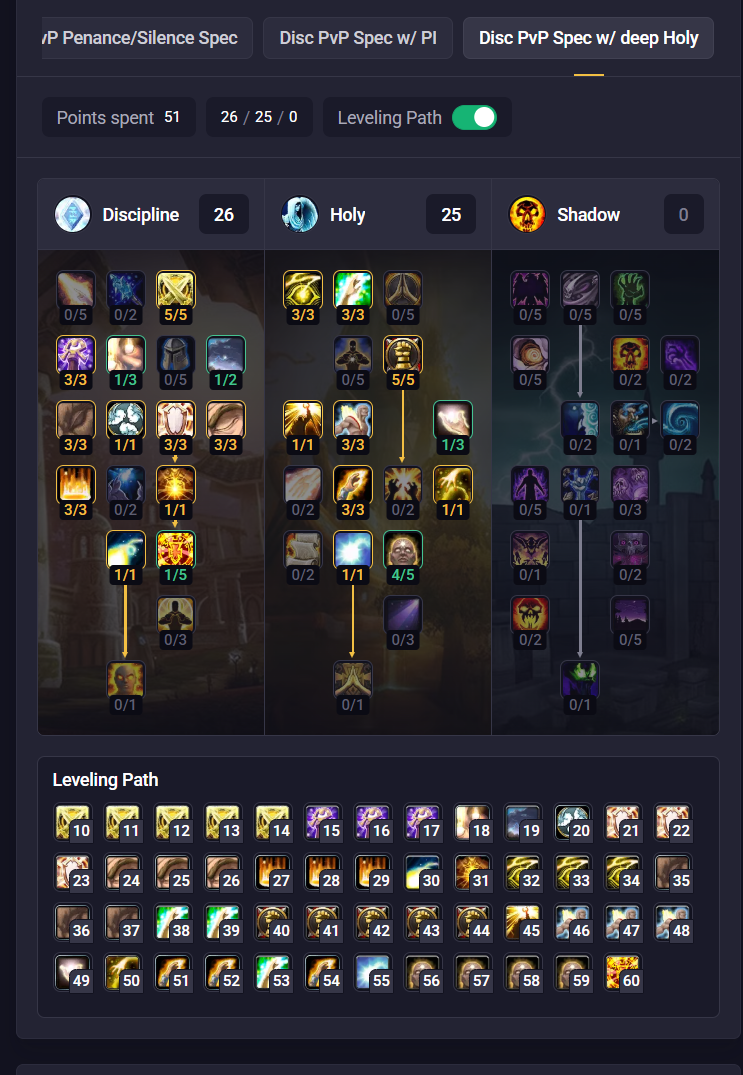 vP Penance/Silence Spec Disc PvP Spec w/ PI Disc PvP Spec w/ deep Holy
Points spent 51 26 / 25 / 0 Leveling Path
Discipline 26 Holy 25 Shadow 0
0/5 0/2 5/5 3/3 3/3 0/5 0/5 0/5 0/5
3/3 1/3 0/5 1/2 0/5 5/5 0/5 0/2 0/2
3/3 1/1 3/3 3/3 1/1 3/3 1/3 0/2 0/1 0/2
3/3 0/2 1/1 0/2 3/3 0/2 1/1 0/5 0/1 0/3
1/1 1/5 0/2 1/1 4/5 0/1 0/2
0/3 0/3 0/2 0/5
0/1 0/1 0/1
Leveling Path
10 11 12 13 14 15 16 17 18 19 20 21 22
23 24 25 26 27 28 29 30 31 32 33 34 35
36 37 38 39 40 41 42 43 44 45 46 47 48
49 50 51 52 53 54 55 56 57 58 59 60